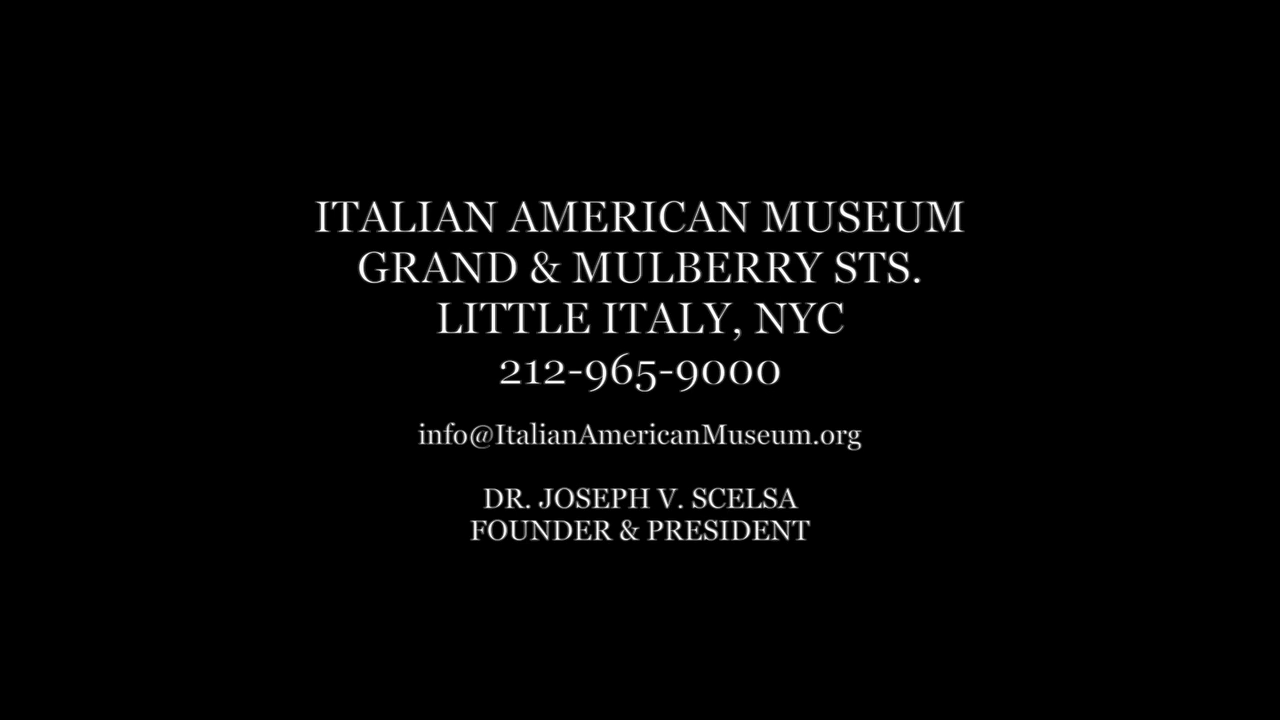 ITALIAN AMERICAN MUSEUM
GRAND & MULBERRY STS.
LITTLE ITALY, NYC
212-965-9000
info@ItalianAmericanMuseum.org
DR. JOSEPH V. SCELSA
FOUNDER & PRESIDENT